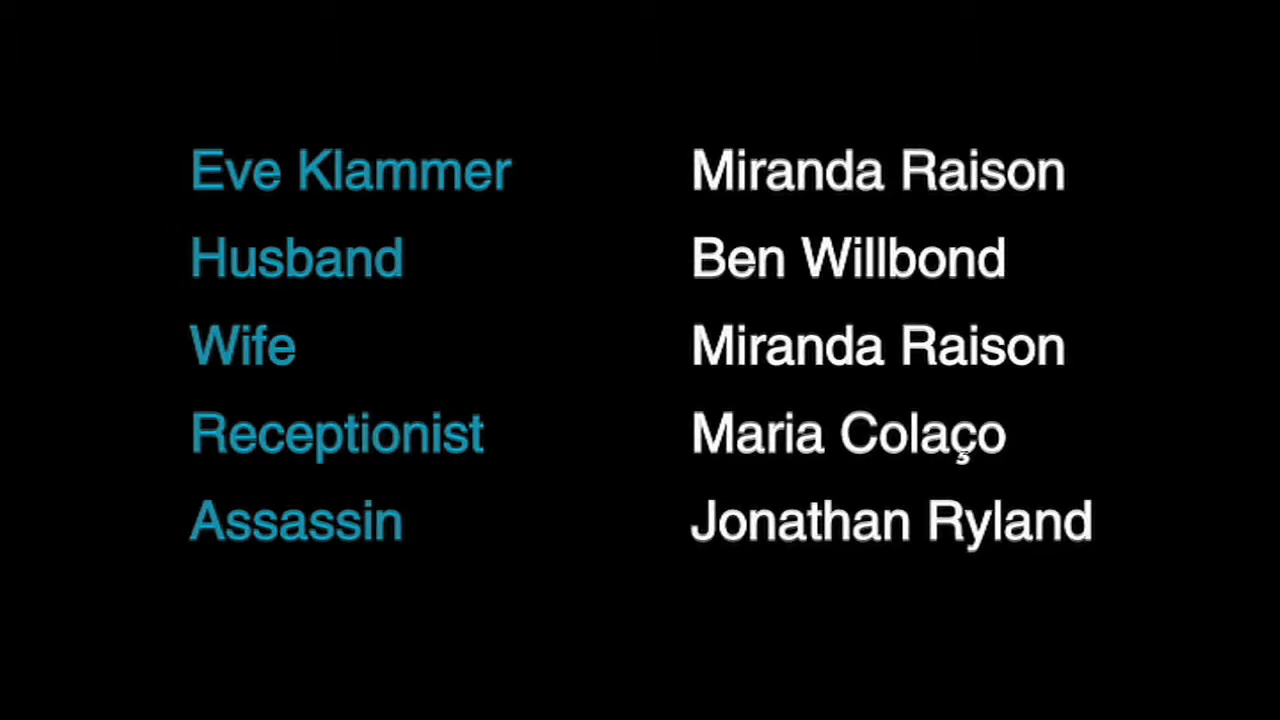 Eve Klammer Miranda Raison
Husband Ben Willbond
Wife Miranda Raison
Receptionist Maria Colaço
Assassin Jonathan Ryland